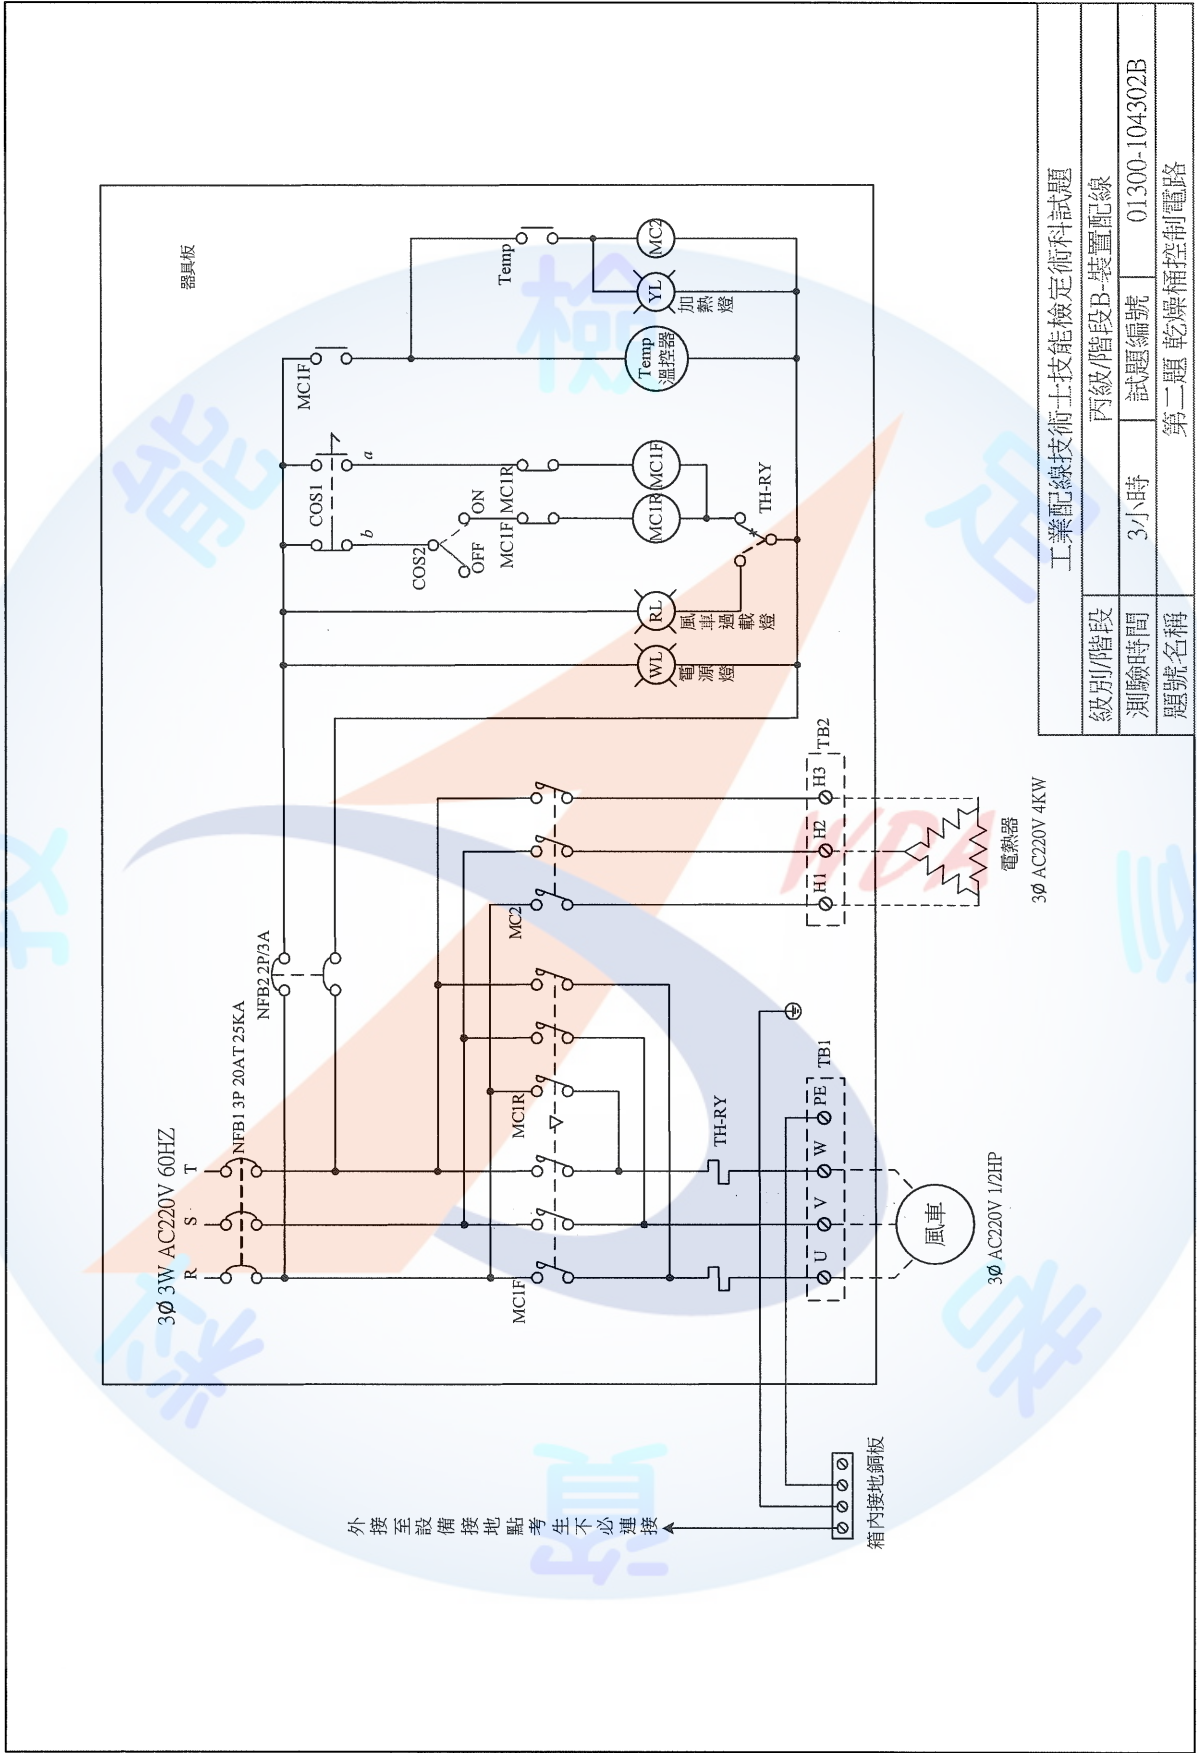 器具板
3Ø 3W AC220V 60HZ
R
S
T
NFB1 3P 20AT 25KA
NFB2 2P/3A
COS1
b
a
MC1F
COS2
OFF
ON
MC1F
MC1R
Temp
MC1F
MC1R
MC2
WL
電源燈
RL
風車過載燈
MC1R
MC1F
Temp
溫控器
YL
加熱燈
MC2
TH-RY
TH-RY
TB1
U
V
W
PE
TB2
H1
H2
H3
風車
3Ø AC220V 1/2HP
電熱器
3Ø AC220V 4KW
外接至設備接地點考生不必連接
箱內接地銅板
工業配線技術士技能檢定術科試題
級別/階段
丙級/階段B-裝置配線
測驗時間
3小時
試題編號
01300-104302B
題號名稱
第二題 乾燥桶控制電路
WDA
技能檢定